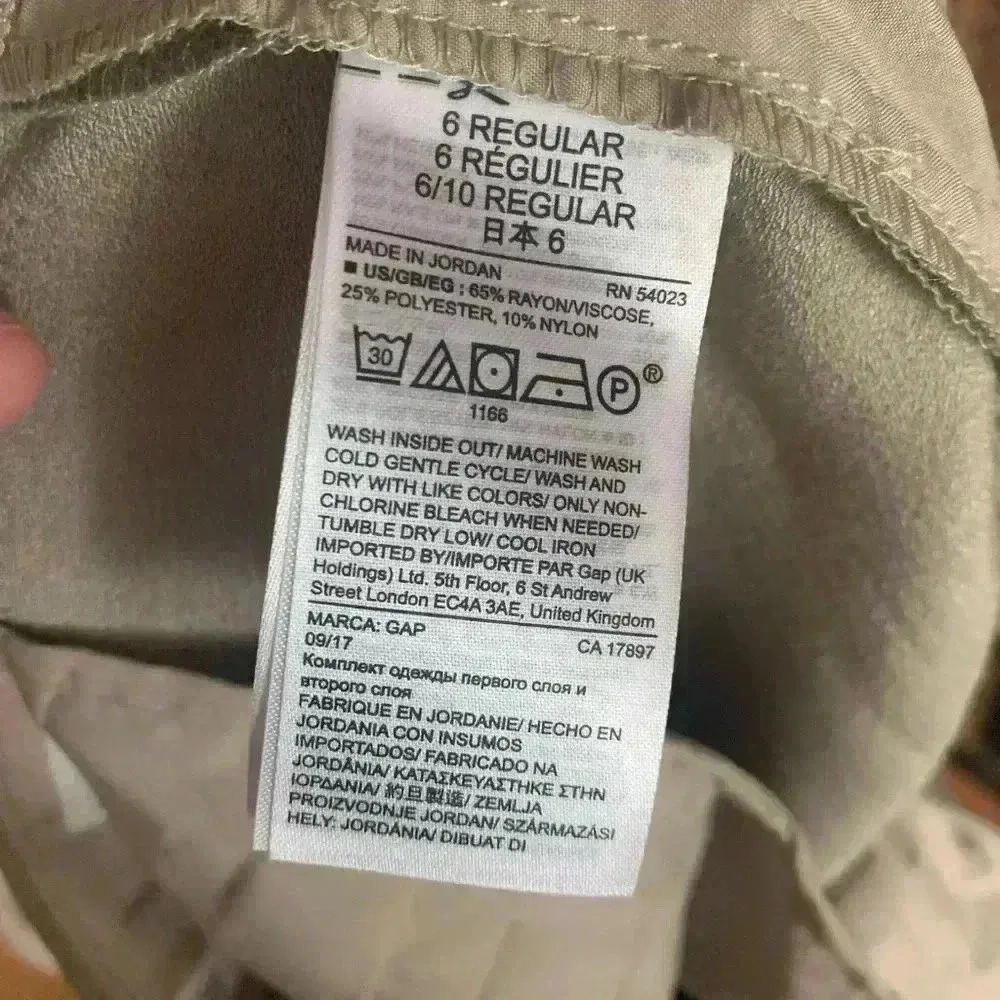 6 REGULAR
6 RÉGULIER
6/10 REGULAR
日本 6
MADE IN JORDAN
RN 54023
■ US/GB/EG : 65% RAYON/VISCOSE,
25% POLYESTER, 10% NYLON
30
P
®
1166
WASH INSIDE OUT/ MACHINE WASH
COLD GENTLE CYCLE/ WASH AND
DRY WITH LIKE COLORS/ ONLY NON-
CHLORINE BLEACH WHEN NEEDED/
TUMBLE DRY LOW/ COOL IRON
IMPORTED BY/IMPORTE PAR Gap (UK
Holdings) Ltd. 5th Floor, 6 St Andrew
Street London EC4A 3AE, United Kingdom
MARCA: GAP
CA 17897
09/17
Комплект одежды первого слоя и
второго слоя
FABRIQUE EN JORDANIE/ HECHO EN
JORDANIA CON INSUMOS
IMPORTADOS/ FABRICADO NA
JORDÂNIA/ ΚΑΤΑΣΚΕΥΑΣΤΗΚΕ ΣΤΗΝ
ΙΟΡΔΑΝΙΑ/ 約旦製造/ ZEMLJA
PROIZVODNJE JORDAN/ SZÁRMAZÁSI
HELY: JORDÁNIA/ DIBUAT DI